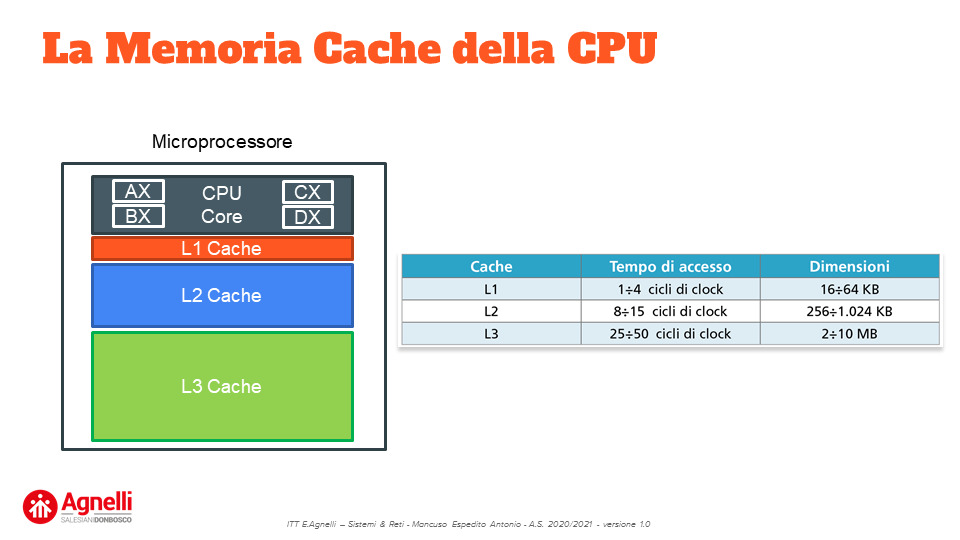 La Memoria Cache della CPU
Microprocessore
AX CPU CX
BX Core DX
L1 Cache
L2 Cache
L3 Cache
Cache Tempo di accesso Dimensioni
L1 1÷4 cicli di clock 16÷64 KB
L2 8÷15 cicli di clock 256÷1.024 KB
L3 25÷50 cicli di clock 2÷10 MB
Agnelli
SALESIANI DONBOSCO
ITT E.Agnelli – Sistemi & Reti - Mancuso Espedito Antonio - A.S. 2020/2021 - versione 1.0